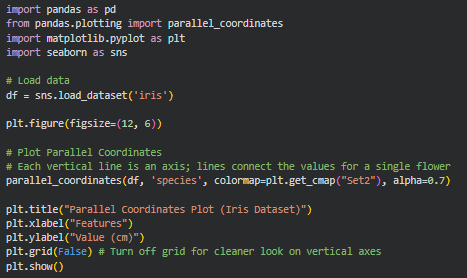 import pandas as pd
from pandas.plotting import parallel_coordinates
import matplotlib.pyplot as plt
import seaborn as sns

# Load data
df = sns.load_dataset('iris')

plt.figure(figsize=(12, 6))

# Plot Parallel Coordinates
# Each vertical line is an axis; lines connect the values for a single flower
parallel_coordinates(df, 'species', colormap=plt.get_cmap("Set2"), alpha=0.7)

plt.title("Parallel Coordinates Plot (Iris Dataset)")
plt.xlabel("Features")
plt.ylabel("Value (cm)")
plt.grid(False) # Turn off grid for cleaner look on vertical axes
plt.show()